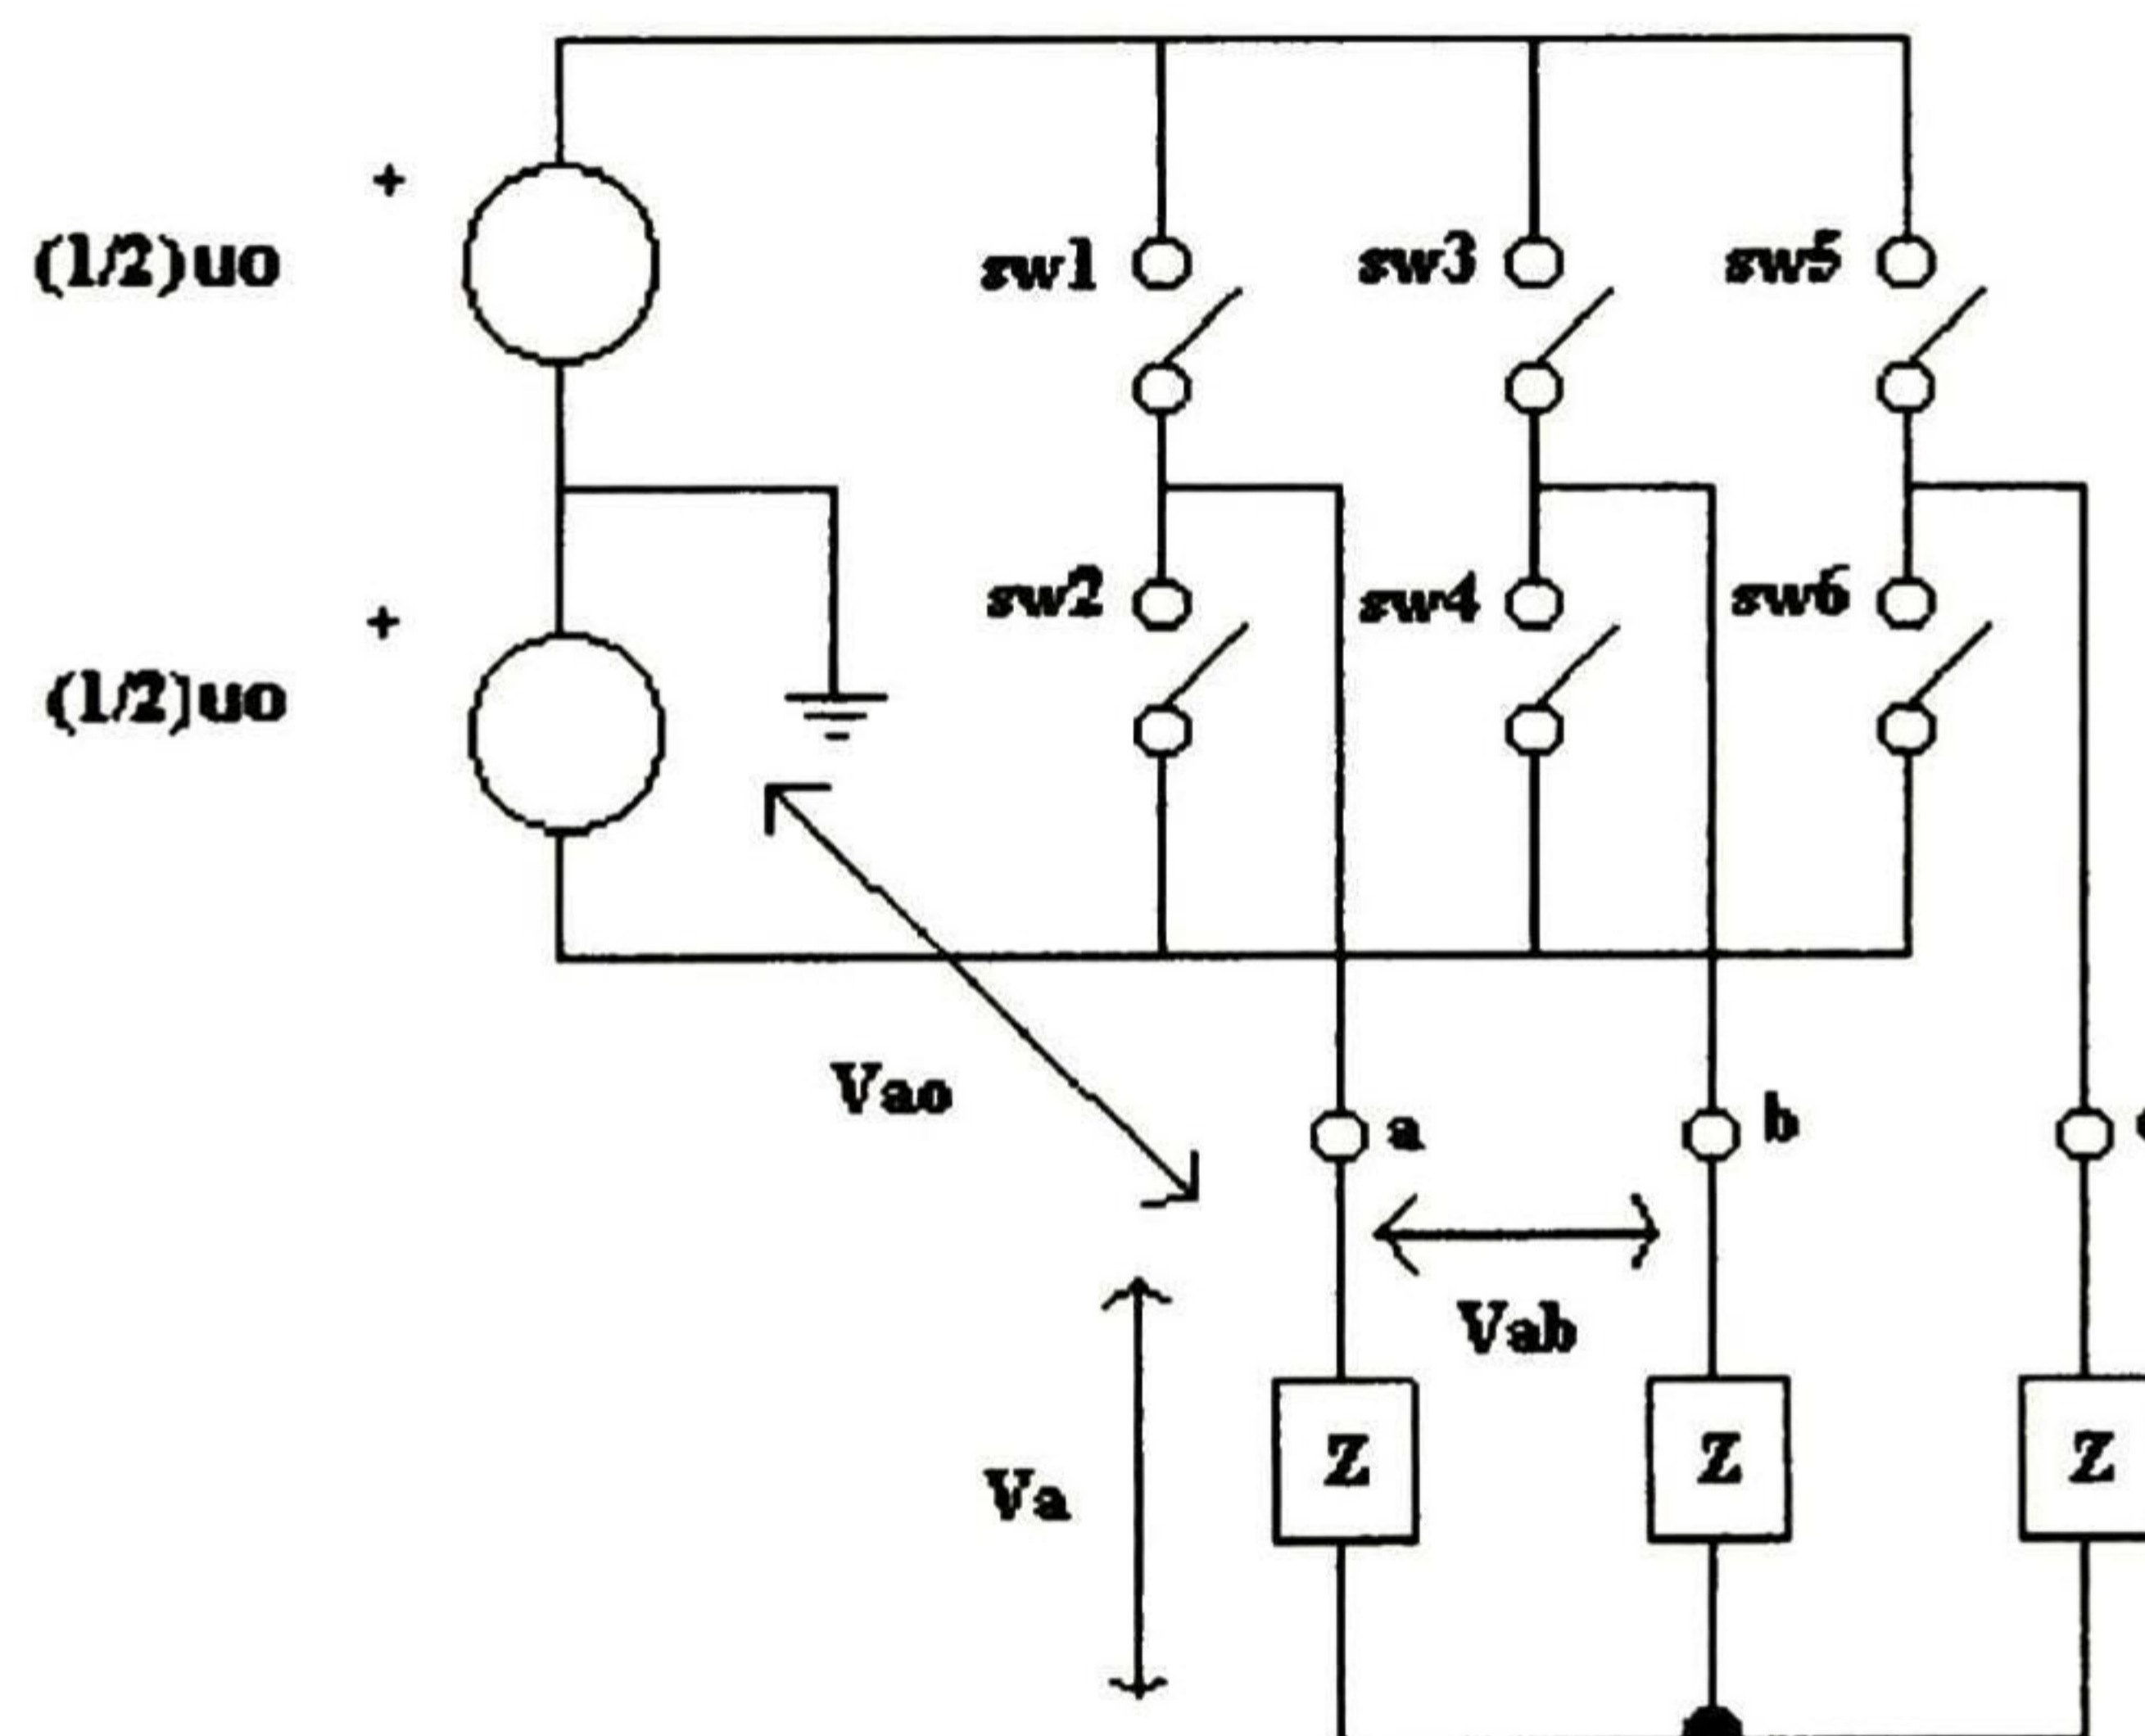 +
(1/2)uo
sw1 sw3 sw5
sw2 sw4 sw6
+
(1/2]uo
Vao
a b
Vab
Va
Z Z Z